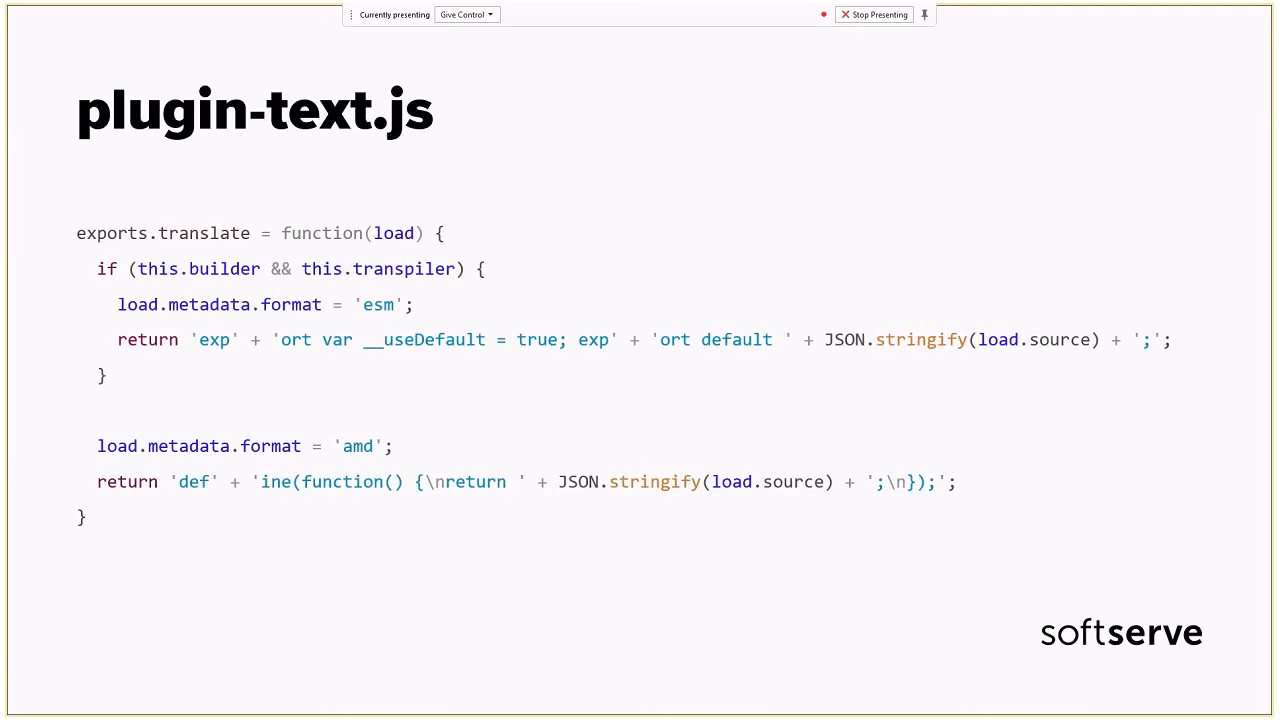 Currently presenting Give Control Stop Presenting
plugin-text.js
exports.translate = function(load) {
  if (this.builder && this.transpiler) {
    load.metadata.format = 'esm';
    return 'exp' + 'ort var __useDefault = true; exp' + 'ort default ' + JSON.stringify(load.source) + ';';
  }
  load.metadata.format = 'amd';
  return 'def' + 'ine(function() {\nreturn ' + JSON.stringify(load.source) + ';\n});';
}
softserve